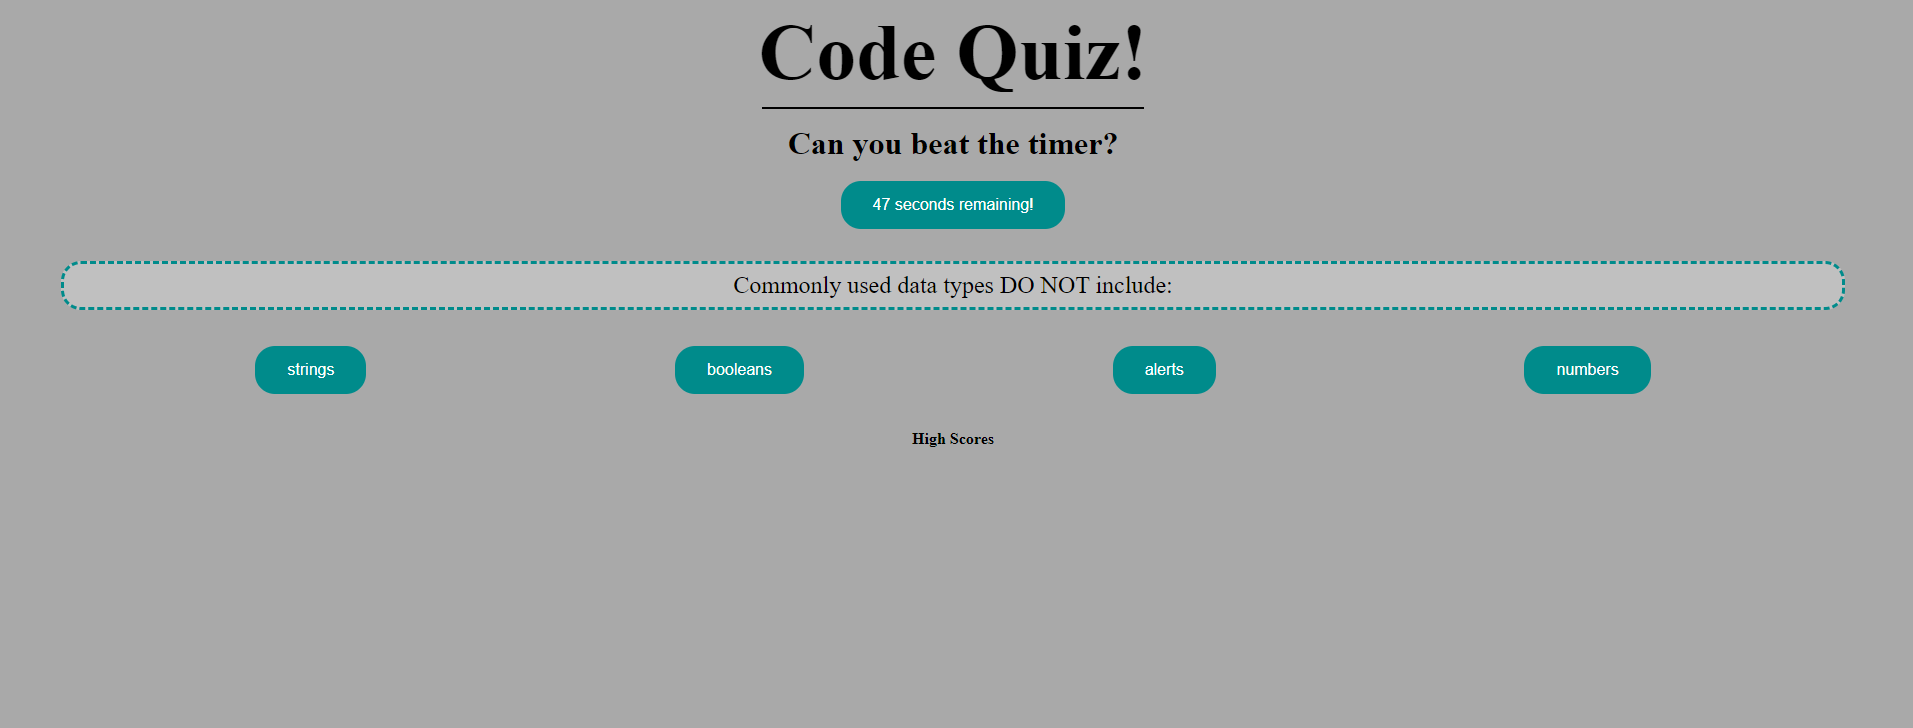 Code Quiz!
Can you beat the timer?
47 seconds remaining!
Commonly used data types DO NOT include:
strings
booleans
alerts
numbers
High Scores